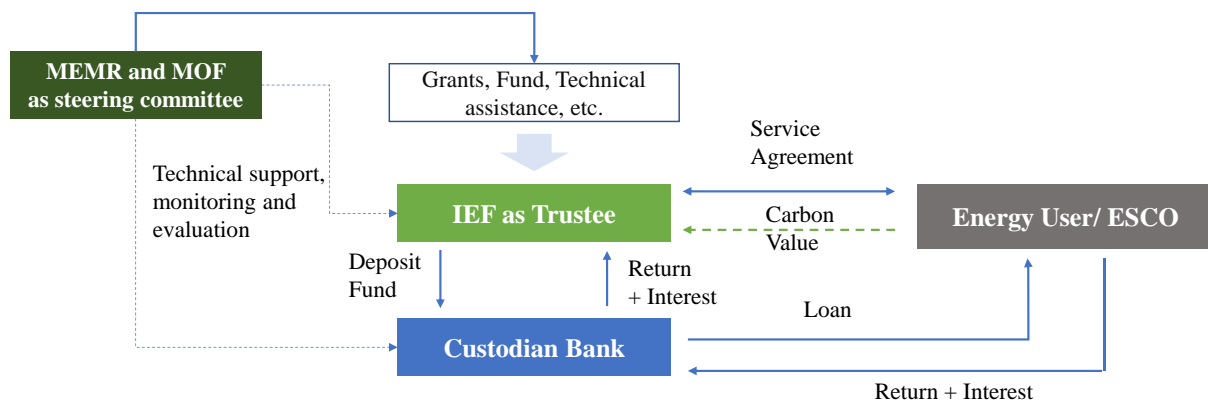 MEMR and MOF
as steering committee
Grants, Fund, Technical
assistance, etc.
Service
Agreement
Technical support,
monitoring and
evaluation
IEF as Trustee
Carbon
Value
Energy User/ ESCO
Deposit
Fund
Return
+ Interest
Loan
Custodian Bank
Return + Interest